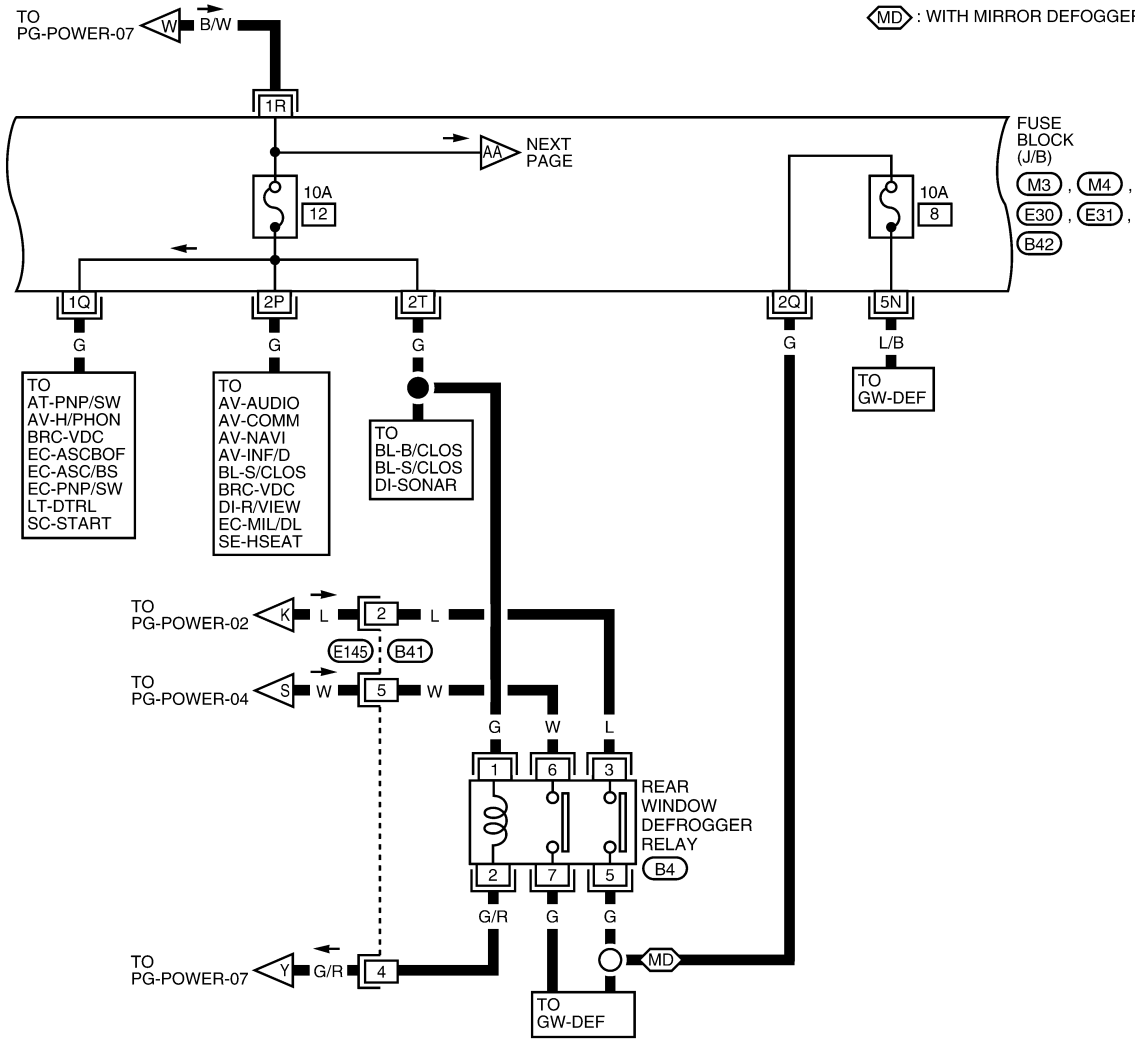 TO
PG-POWER-07
W
B/W
MD : WITH MIRROR DEFOGGER
1R
AA
NEXT
PAGE
FUSE
BLOCK
(J/B)
M3 , M4 ,
E30 , E31 ,
B42
10A
12
10A
8
1Q
2P
2T
2Q
5N
G
G
G
G
L/B
TO
AT-PNP/SW
AV-H/PHON
BRC-VDC
EC-ASCBOF
EC-ASC/BS
EC-PNP/SW
LT-DTRL
SC-START
TO
AV-AUDIO
AV-COMM
AV-NAVI
AV-INF/D
BL-S/CLOS
BRC-VDC
DI-R/VIEW
EC-MIL/DL
SE-HSEAT
TO
BL-B/CLOS
BL-S/CLOS
DI-SONAR
TO
GW-DEF
TO
PG-POWER-02
K
L
2
L
E145
B41
TO
PG-POWER-04
S
W
5
W
G
W
L
1
6
3
REAR
WINDOW
DEFROGGER
RELAY
B4
2
7
5
G/R
G
G
MD
TO
PG-POWER-07
Y
G/R
4
TO
GW-DEF